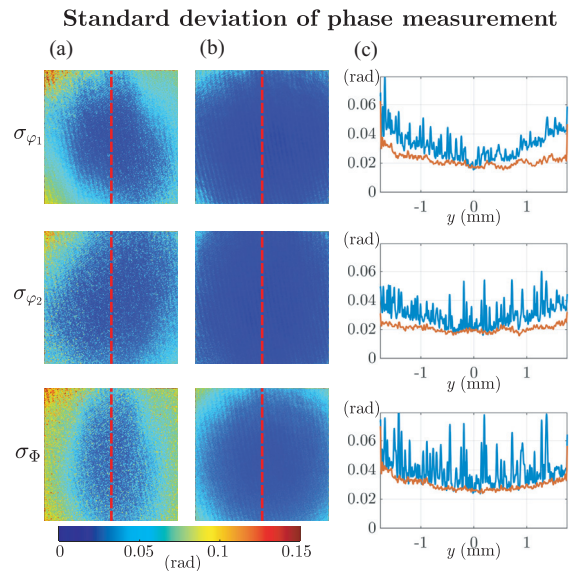 Standard deviation of phase measurement
(a) (b) (c)
σφ₁
(rad)
0.06
0.04
0.02
0
-1 0 1
y (mm)
σφ₂
(rad)
0.06
0.04
0.02
0
-1 0 1
y (mm)
σΦ
(rad)
0.06
0.04
0.02
0
-1 0 1
y (mm)
0 0.05 0.1 0.15
(rad)